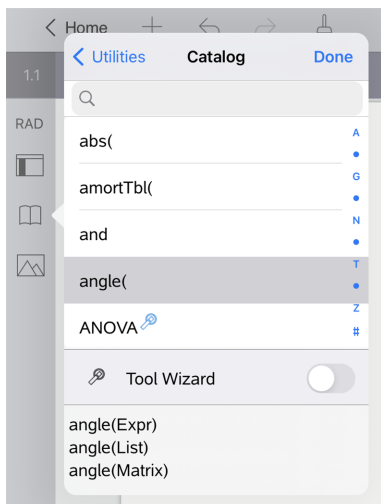 Home
Utilities Catalog Done
1.1
RAD
abs(
amortTbl(
and
angle(
ANOVA
A
G
N
T
Z
#
Tool Wizard
angle(Expr)
angle(List)
angle(Matrix)